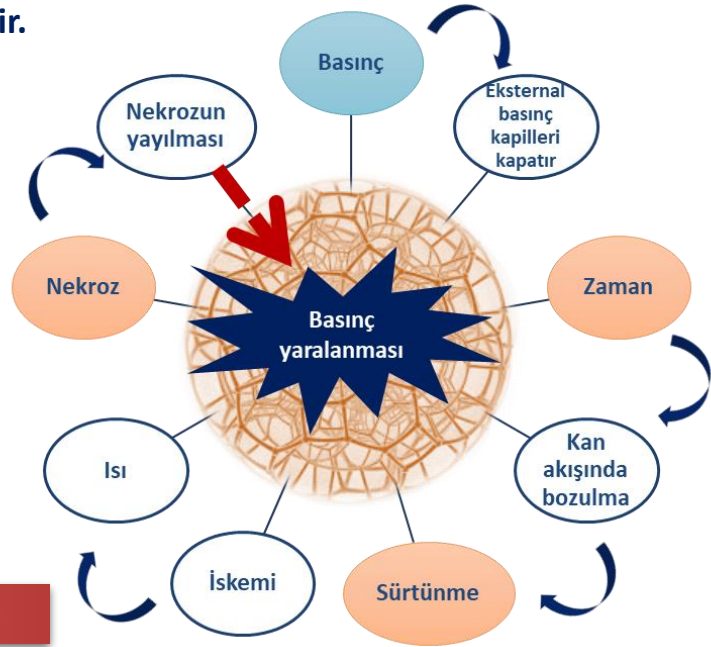 ir.
Basınç
Eksternal
basınç
kapilleri
kapatır
Zaman
Kan
akışında
bozulma
Sürtünme
İskemi
Isı
Nekroz
Nekrozun
yayılması
Basınç
yaralanması